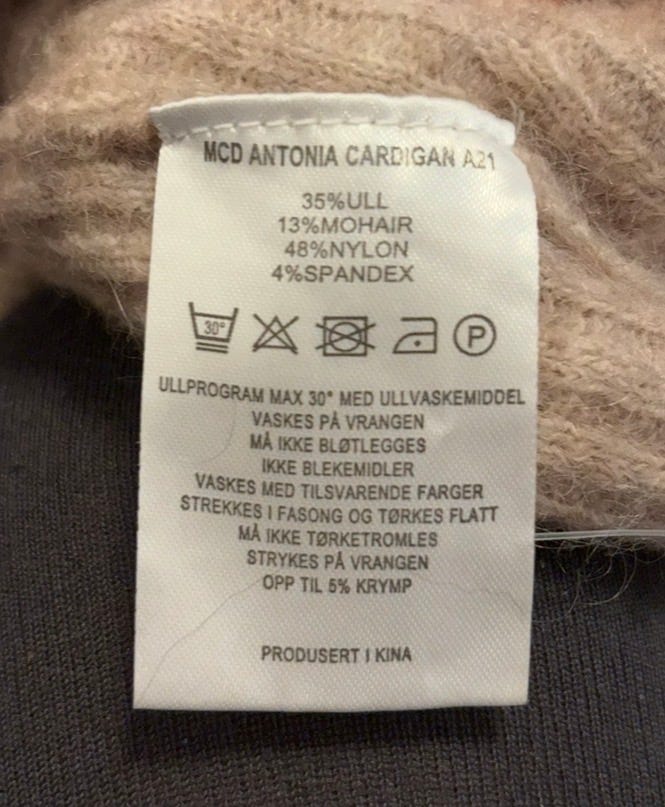 MCD ANTONIA CARDIGAN A21
35%ULL
13%MOHAIR
48%NYLON
4%SPANDEX
30° P
ULLPROGRAM MAX 30° MED ULLVASKEMIDDEL
VASKES PÅ VRANGEN
MÅ IKKE BLØTLEGGES
IKKE BLEKEMIDLER
VASKES MED TILSVARENDE FARGER
STREKKES I FASONG OG TØRKES FLATT
MÅ IKKE TØRKETROMLES
STRYKES PÅ VRANGEN
OPP TIL 5% KRYMP
PRODUSERT I KINA